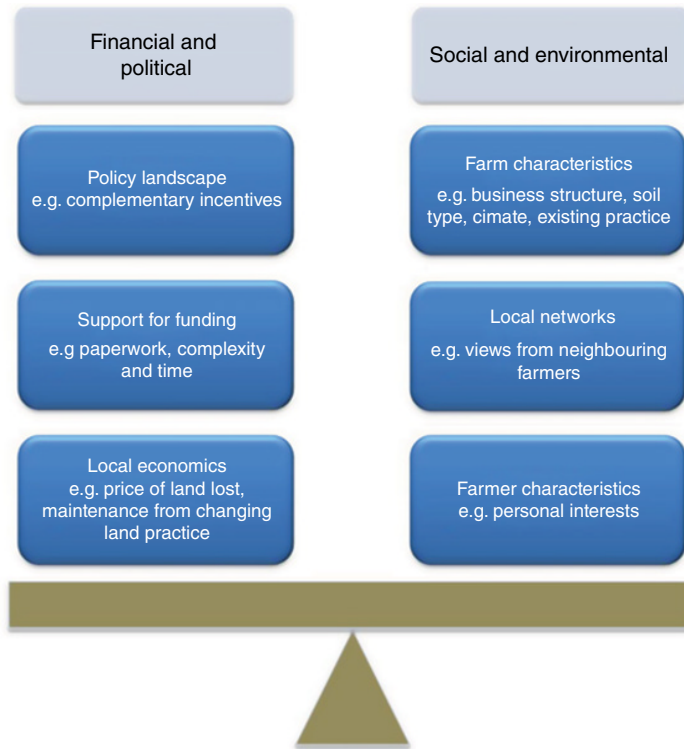 Financial and
political
Policy landscape
e.g. complementary incentives
Support for funding
e.g paperwork, complexity
and time
Local economics
e.g. price of land lost,
maintenance from changing
land practice
Social and environmental
Farm characteristics
e.g. business structure, soil
type, cimate, existing practice
Local networks
e.g. views from neighbouring
farmers
Farmer characteristics
e.g. personal interests